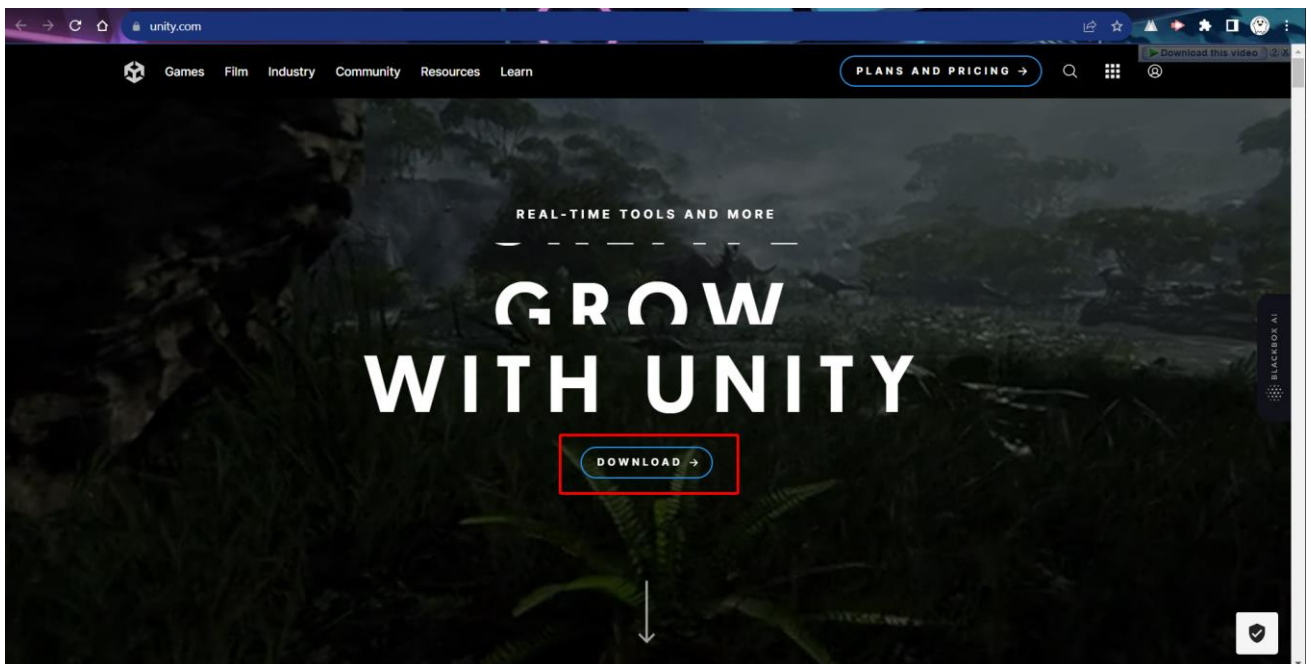 unity.com
Download this video
Games Film Industry Community Resources Learn
PLANS AND PRICING →
REAL-TIME TOOLS AND MORE
GROW
WITH UNITY
DOWNLOAD →
BLACKBOX AI